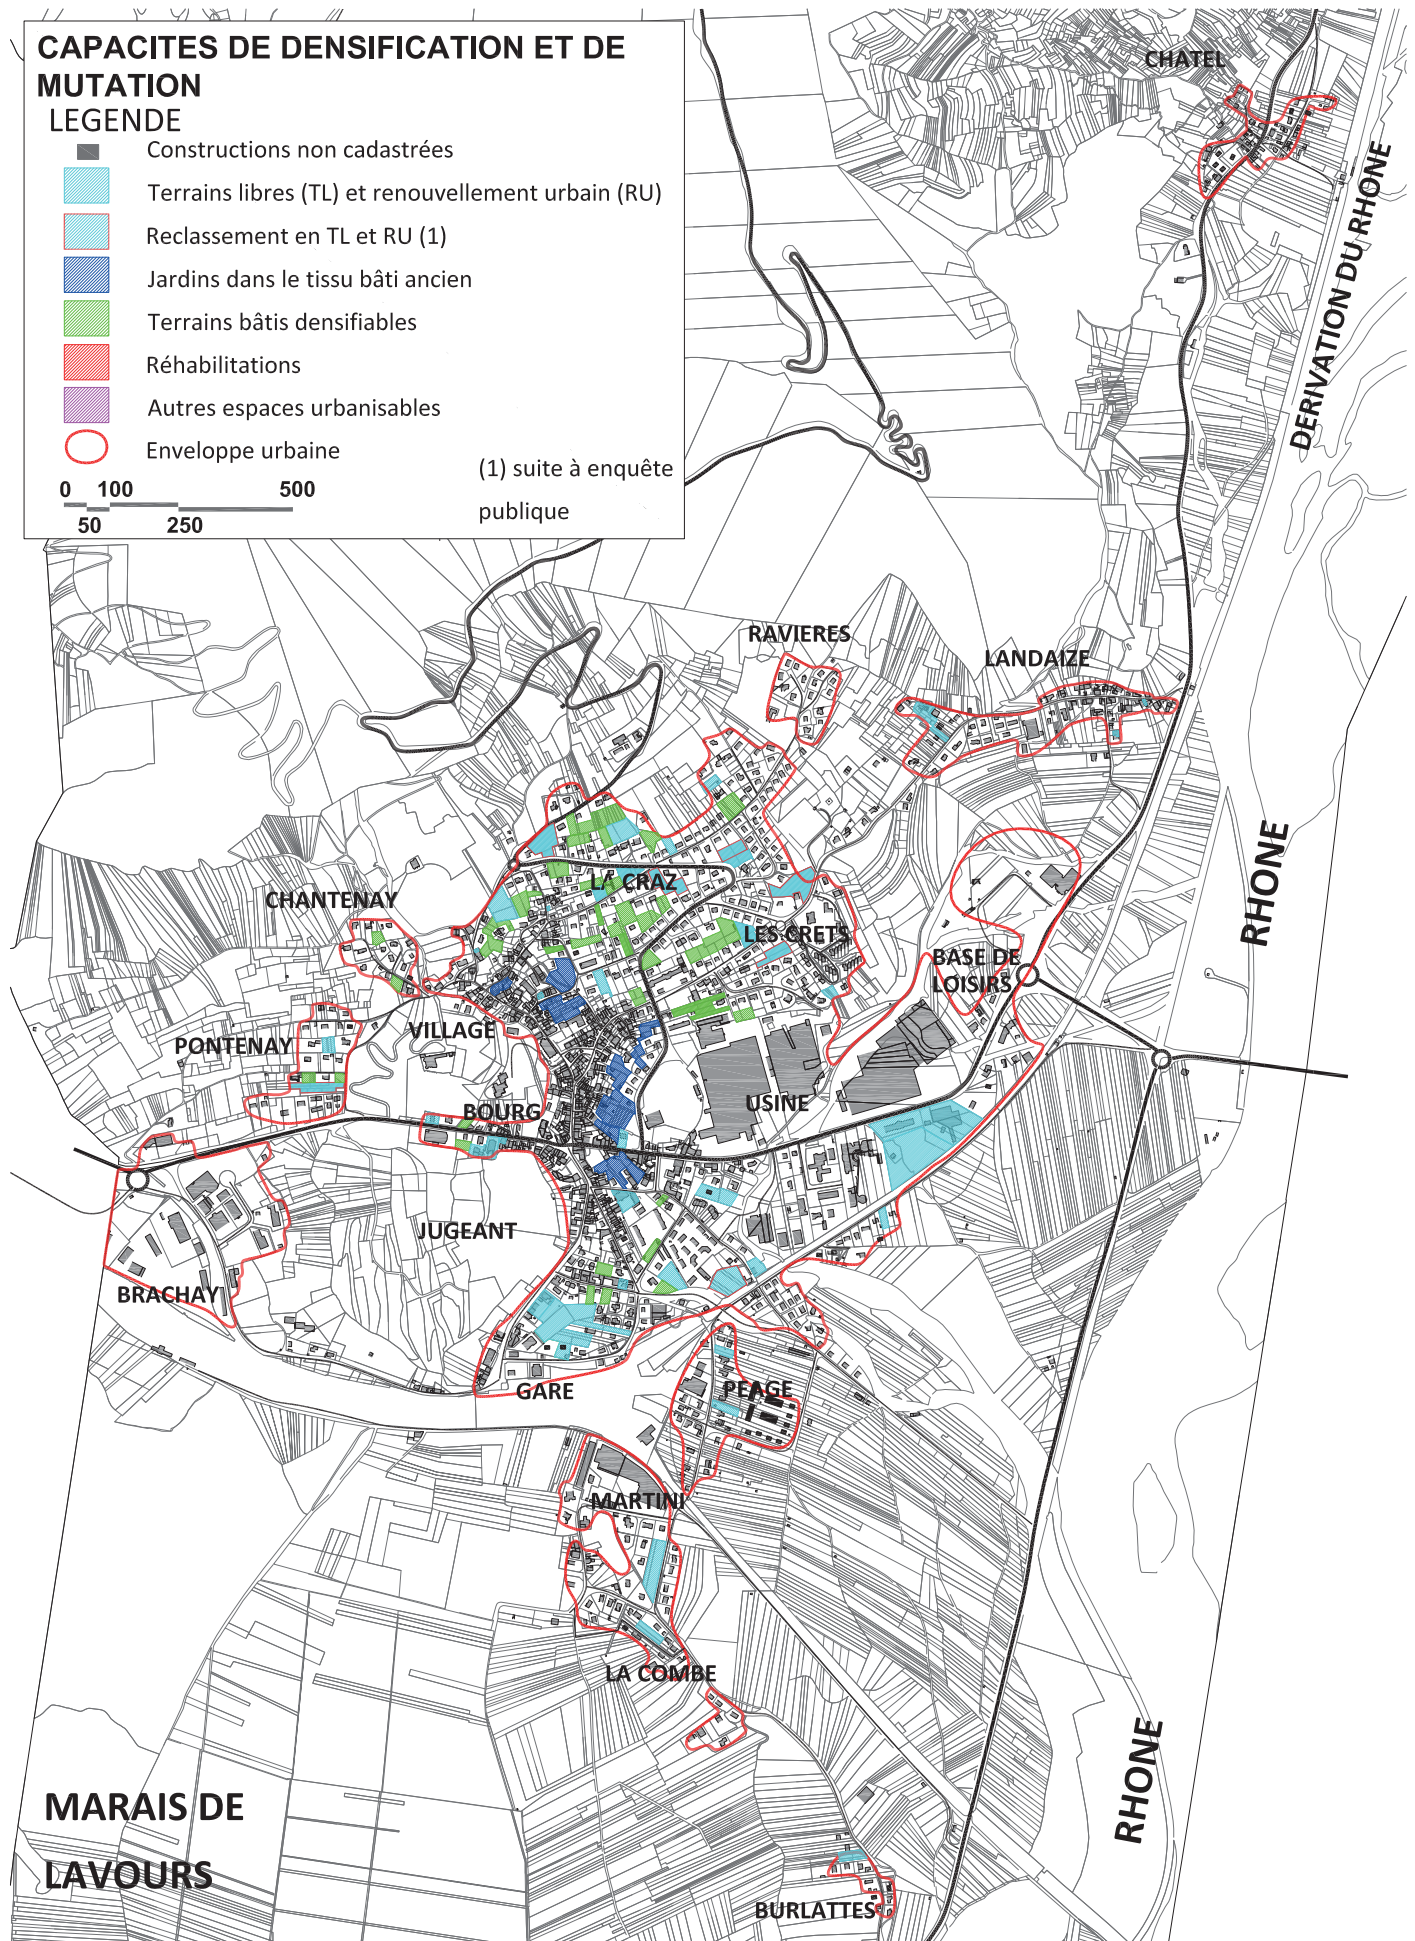 CAPACITES DE DENSIFICATION ET DE
MUTATION
LEGENDE
Constructions non cadastrées
Terrains libres (TL) et renouvellement urbain (RU)
Reclassement en TL et RU (1)
Jardins dans le tissu bâti ancien
Terrains bâtis densifiables
Réhabilitations
Autres espaces urbanisables
Enveloppe urbaine
(1) suite à enquête
publique
0 100 500
50 250
CHATEL
DERIVATION DU RHONE
RAVIERES
LANDAIZE
RHONE
LA CRAZ
CHANTENAY
LES CRETS
BASE DE
LOISIRS
VILLAGE
PONTENAY
USINE
BOURG
JUGEANT
BRACHAY
GARE
PEAGE
MARTINI
LA COMBE
RHONE
MARAIS DE
LAVOURS
BURLATTES